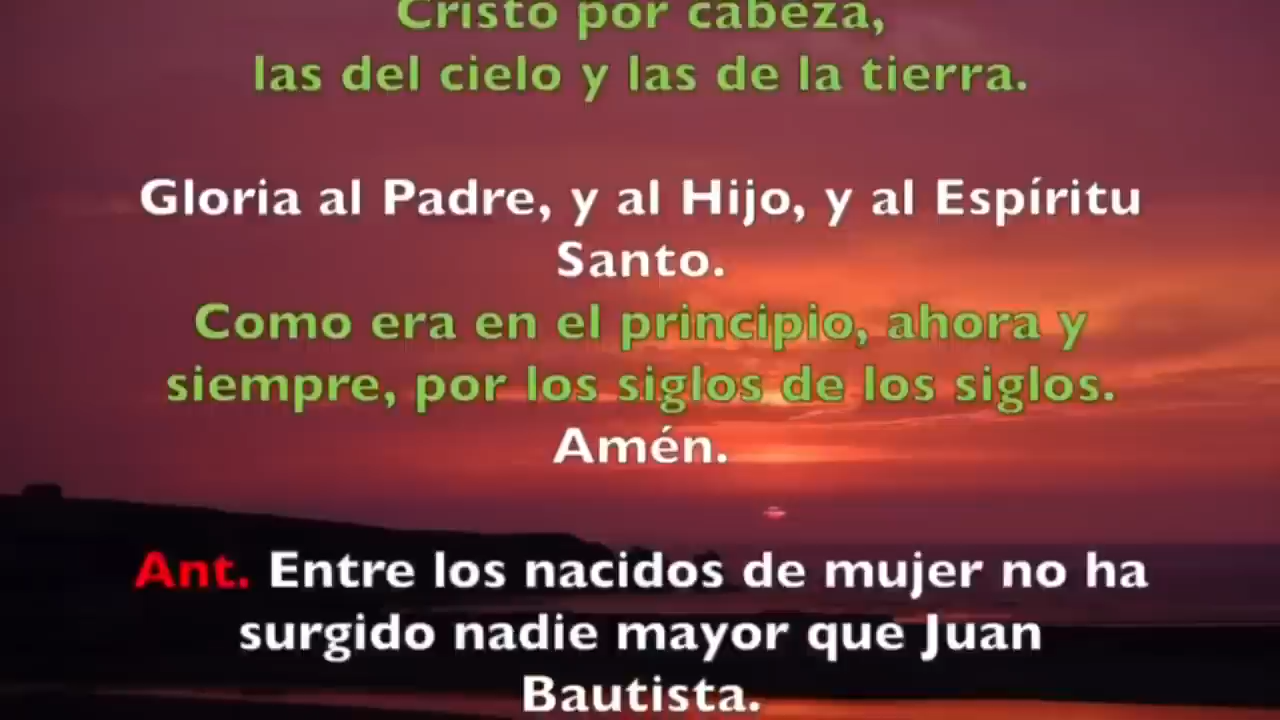 Cristo por cabeza,
las del cielo y las de la tierra.
Gloria al Padre, y al Hijo, y al Espíritu
Santo.
Como era en el principio, ahora y
siempre, por los siglos de los siglos.
Amén.
Ant. Entre los nacidos de mujer no ha
surgido nadie mayor que Juan
Bautista.